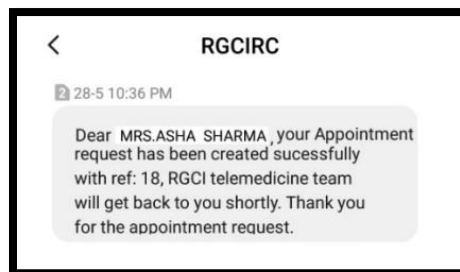 RGCIRC
2 28-5 10:36 PM
Dear MRS.ASHA SHARMA, your Appointment
request has been created sucessfully
with ref: 18, RGCI telemedicine team
will get back to you shortly. Thank you
for the appointment request.